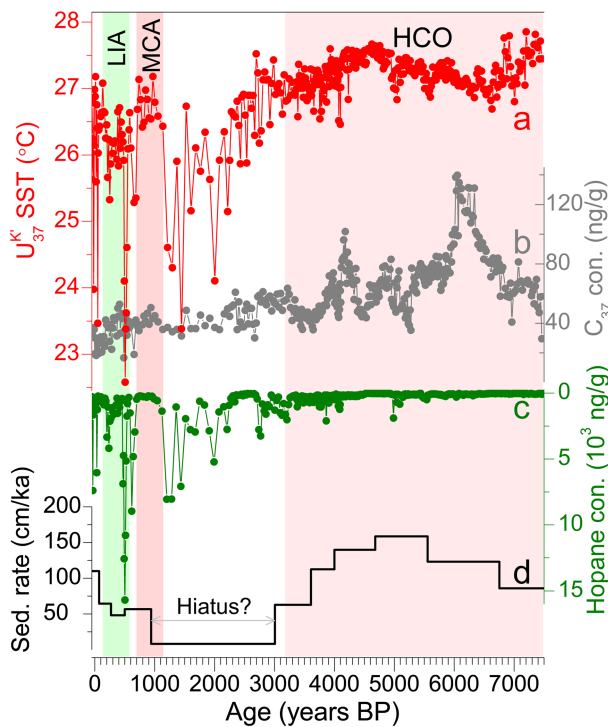 28
27
26
25
24
23
U37K' SST (°C)
LIA
MCA
HCO
a
b
120
80
40
C37 con. (ng/g)
c
0
5
10
15
Hopane con. (10³ ng/g)
200
150
100
50
Sed. rate (cm/ka)
d
Hiatus?
0 1000 2000 3000 4000 5000 6000 7000
Age (years BP)